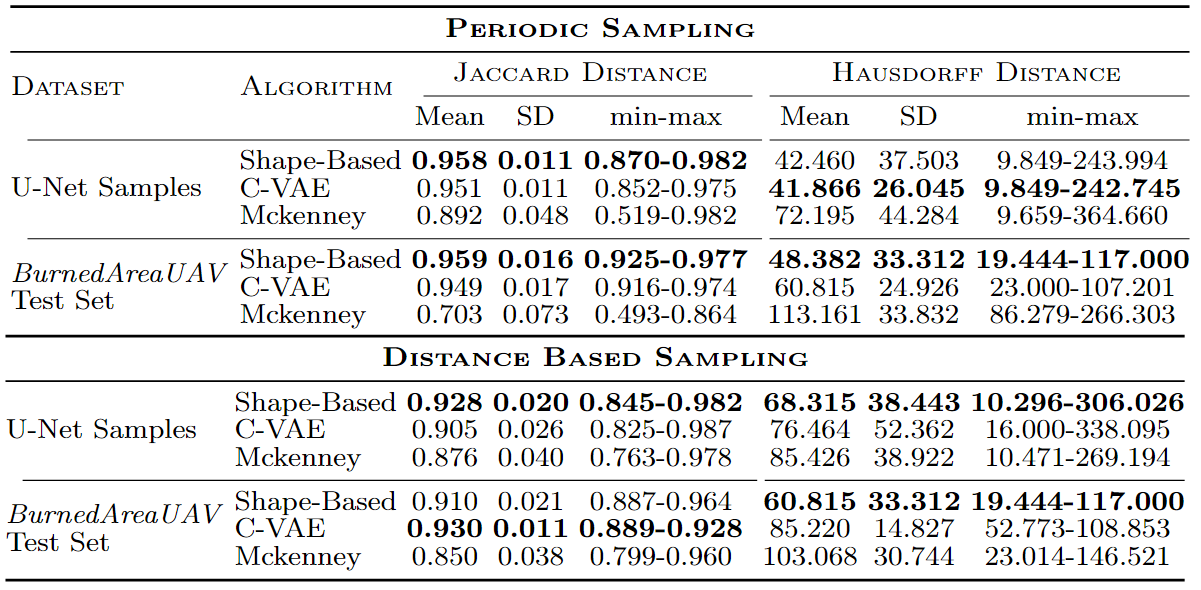 PERIODIC SAMPLING
DATASET ALGORITHM JACCARD DISTANCE HAUSDORFF DISTANCE
Mean SD min-max Mean SD min-max
U-Net Samples
Shape-Based 0.958 0.011 0.870-0.982 42.460 37.503 9.849-243.994
C-VAE 0.951 0.011 0.852-0.975 41.866 26.045 9.849-242.745
Mckenney 0.892 0.048 0.519-0.982 72.195 44.284 9.659-364.660
BurnedAreaUAV
Test Set
Shape-Based 0.959 0.016 0.925-0.977 48.382 33.312 19.444-117.000
C-VAE 0.949 0.017 0.916-0.974 60.815 24.926 23.000-107.201
Mckenney 0.703 0.073 0.493-0.864 113.161 33.832 86.279-266.303
DISTANCE BASED SAMPLING
U-Net Samples
Shape-Based 0.928 0.020 0.845-0.982 68.315 38.443 10.296-306.026
C-VAE 0.905 0.026 0.825-0.987 76.464 52.362 16.000-338.095
Mckenney 0.876 0.040 0.763-0.978 85.426 38.922 10.471-269.194
BurnedAreaUAV
Test Set
Shape-Based 0.910 0.021 0.887-0.964 60.815 33.312 19.444-117.000
C-VAE 0.930 0.011 0.889-0.928 85.220 14.827 52.773-108.853
Mckenney 0.850 0.038 0.799-0.960 103.068 30.744 23.014-146.521